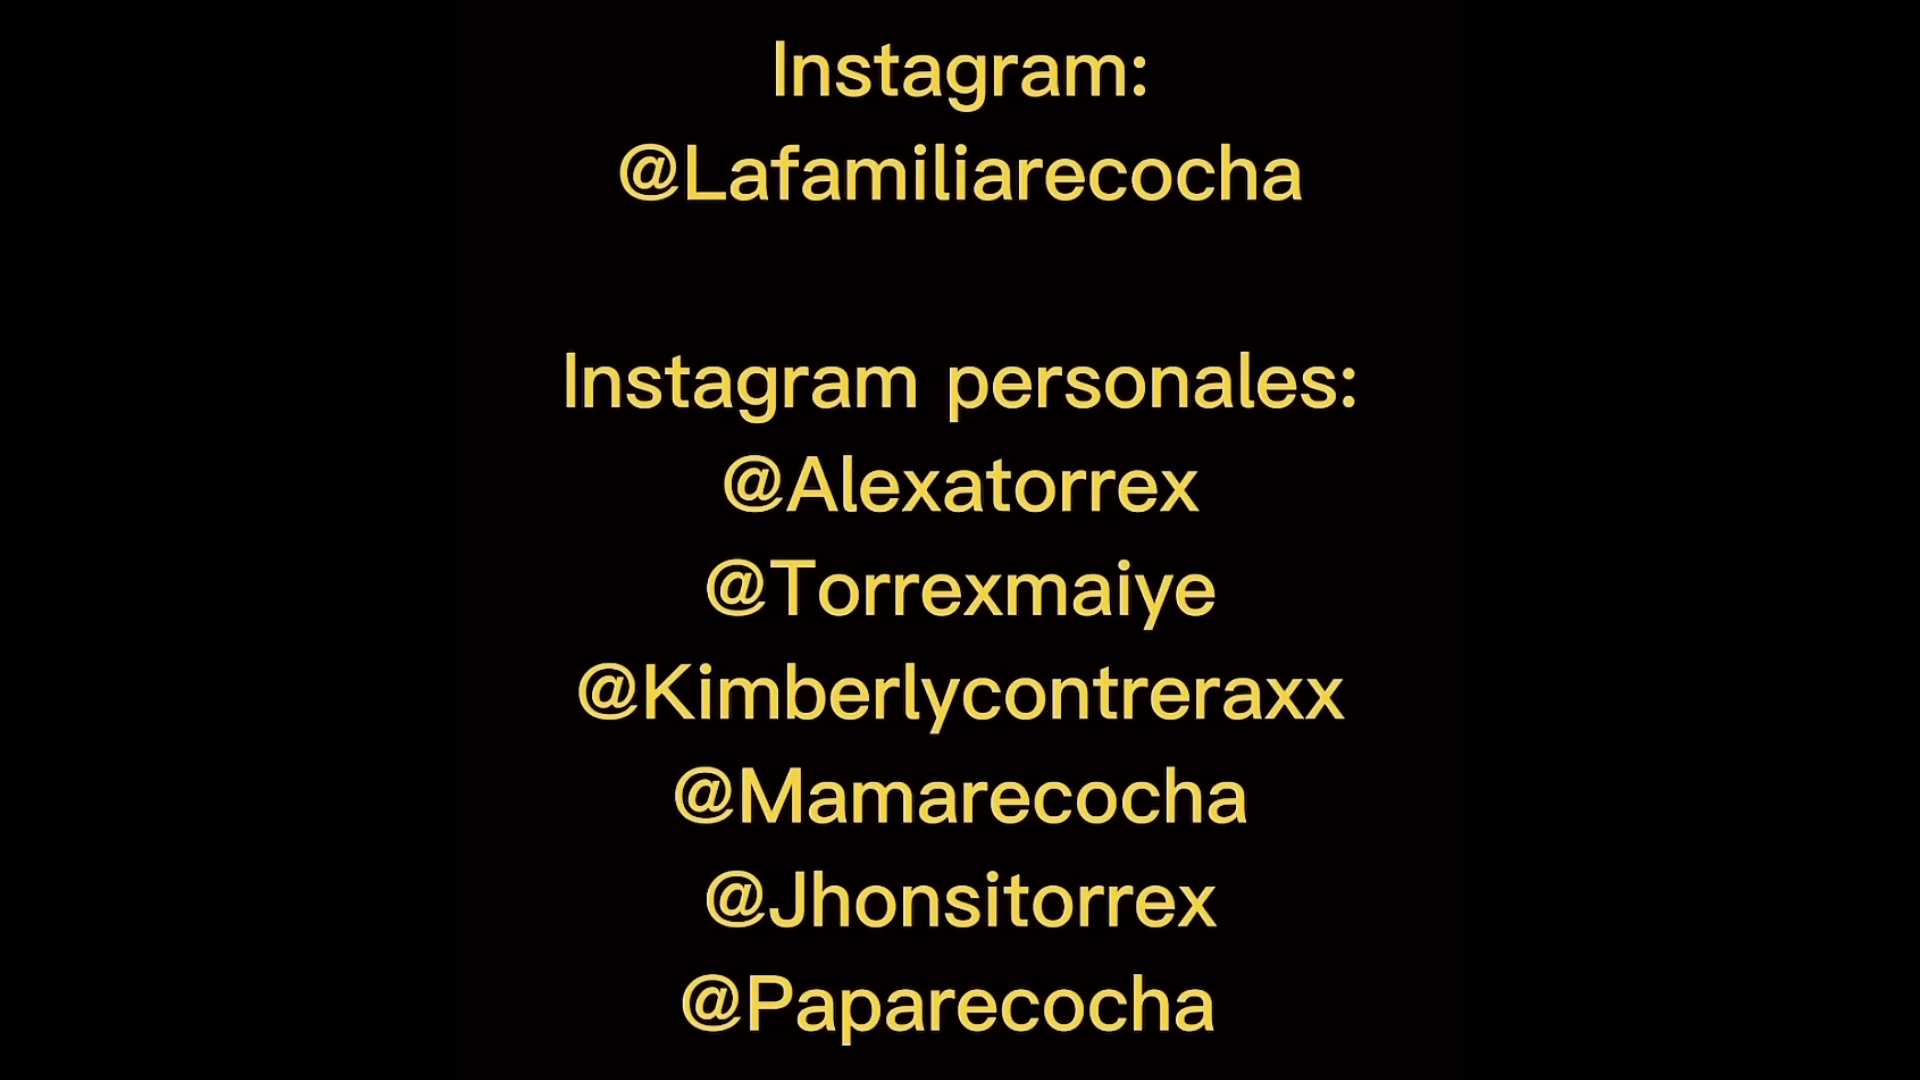 Instagram:
@Lafamiliarecocha
Instagram personales:
@Alexatorrex
@Torrexmaiye
@Kimberlycontreraxx
@Mamarecocha
@Jhonsitorrex
@Paparecocha